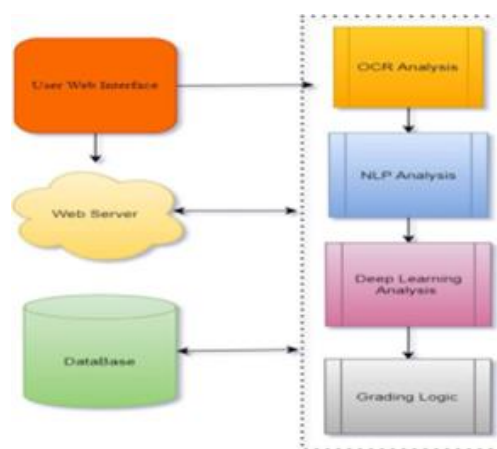 User Web Interface
Web Server
DataBase
OCR Analysis
NLP Analysis
Deep Learning
Analysis
Grading Logic